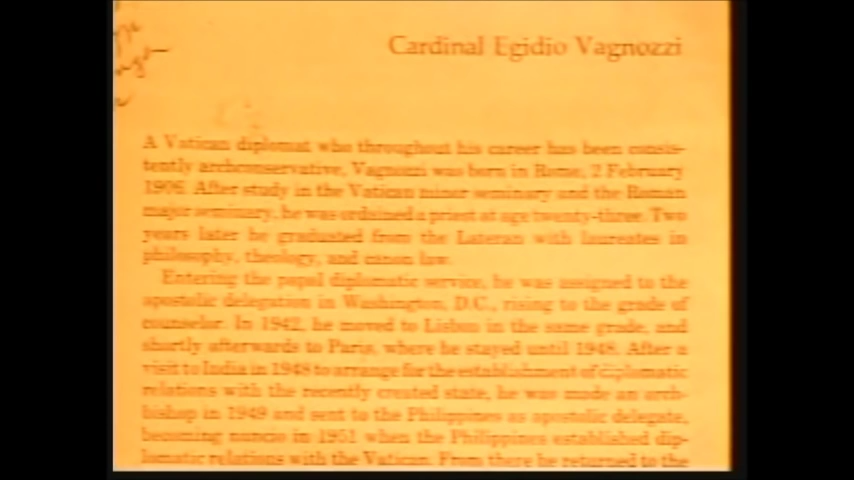 Cardinal Egidio Vagnozzi
A Vatican diplomat who throughout his career has been consis-
tently archconservative, Vagnozzi was born in Rome, 2 February
1906. After study in the Vatican minor seminary and the Roman
major seminary, he was ordained a priest at age twenty-three. Two
years later he graduated from the Lateran with laureates in
philosophy, theology, and canon law.
Entering the papal diplomatic service, he was assigned to the
apostolic delegation in Washington, D.C., rising to the grade of
counselor. In 1942, he moved to Lisbon in the same grade, and
shortly afterwards to Paris, where he stayed until 1948. After a
visit to India in 1948 to arrange for the establishment of diplomatic
relations with the recently created state, he was made an arch-
bishop in 1949 and sent to the Philippines as apostolic delegate,
becoming nuncio in 1951 when the Philippines established dip-
lomatic relations with the Vatican. From there he returned to the